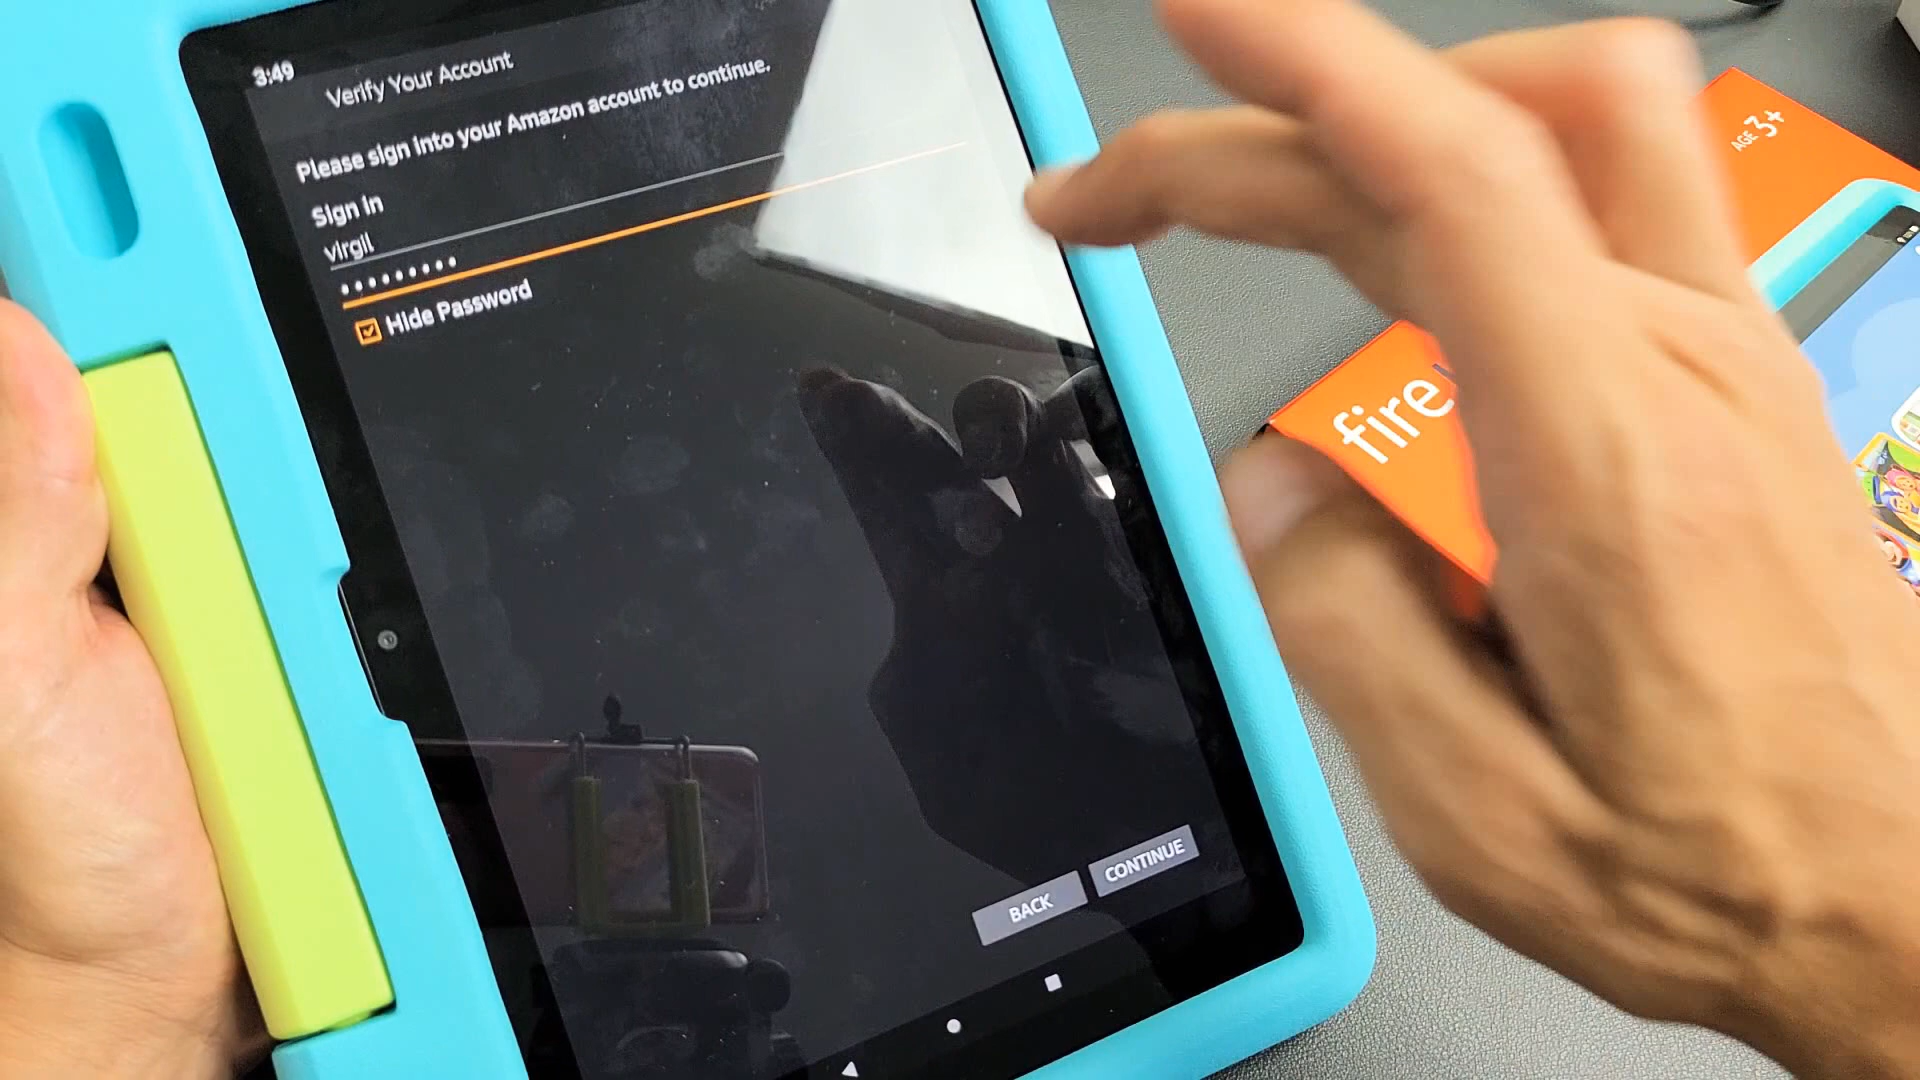 3:49
Verify Your Account
Please sign into your Amazon account to continue.
Sign In
virgil
•••••••••
Hide Password
BACK
CONTINUE
AGE 3+
fire